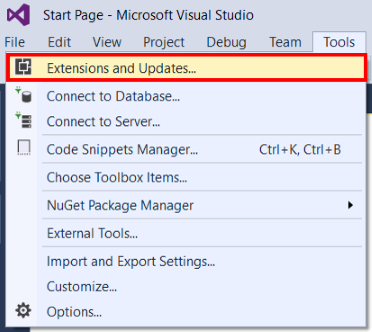 Start Page - Microsoft Visual Studio
File Edit View Project Debug Team Tools
Extensions and Updates...
Connect to Database...
Connect to Server...
Code Snippets Manager... Ctrl+K, Ctrl+B
Choose Toolbox Items...
NuGet Package Manager
External Tools...
Import and Export Settings...
Customize...
Options...